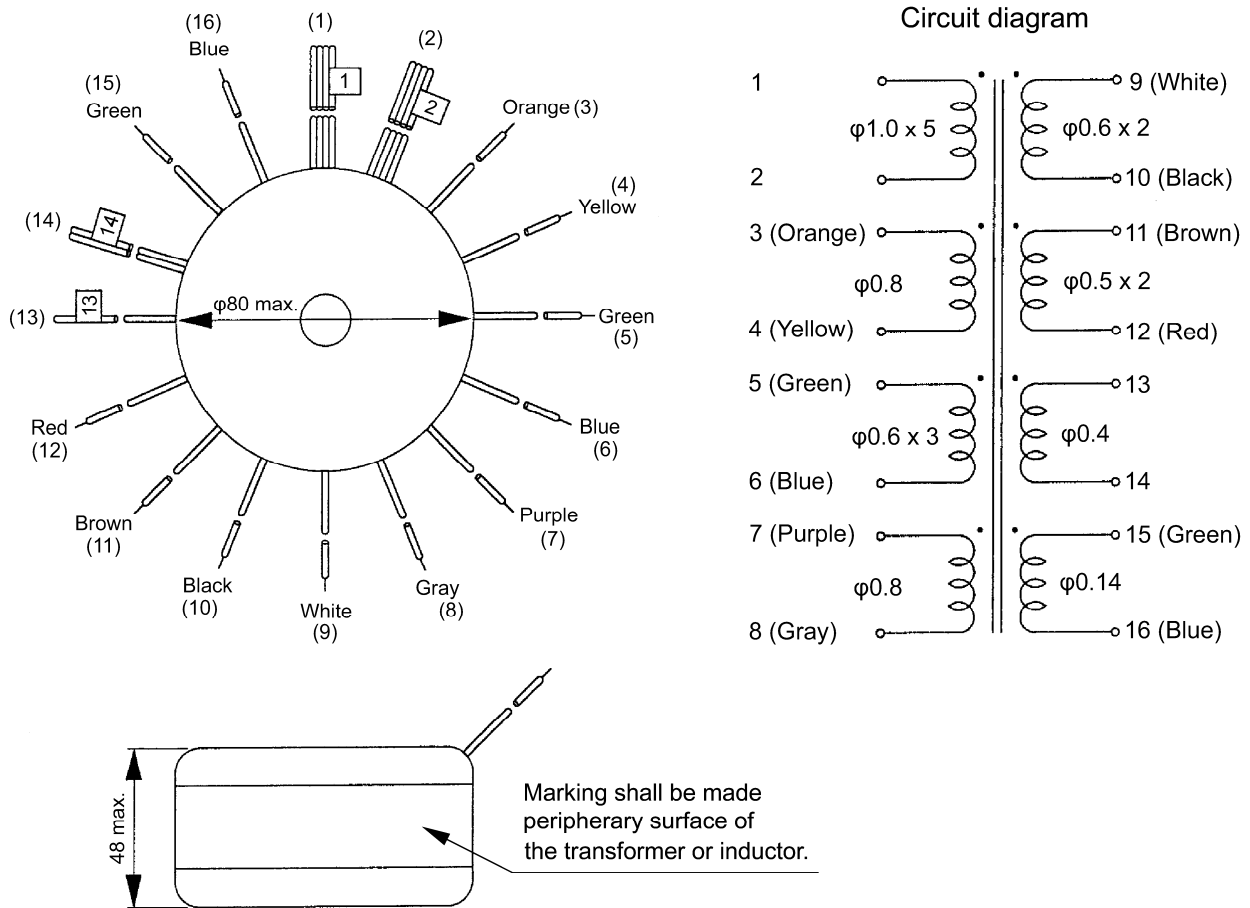 Circuit diagram
(1)
(16)
Blue
(2)
(15)
Green
1
2
Orange (3)
(4)
Yellow
(14)
14
13
(13)
φ80 max.
Green
(5)
Red
(12)
Blue
(6)
Brown
(11)
Purple
(7)
Black
(10)
White
(9)
Gray
(8)
1
9 (White)
φ1.0 x 5
φ0.6 x 2
2
10 (Black)
3 (Orange)
11 (Brown)
φ0.8
φ0.5 x 2
4 (Yellow)
12 (Red)
5 (Green)
13
φ0.6 x 3
φ0.4
6 (Blue)
14
7 (Purple)
15 (Green)
φ0.8
φ0.14
8 (Gray)
16 (Blue)
48 max.
Marking shall be made
peripherary surface of
the transformer or inductor.